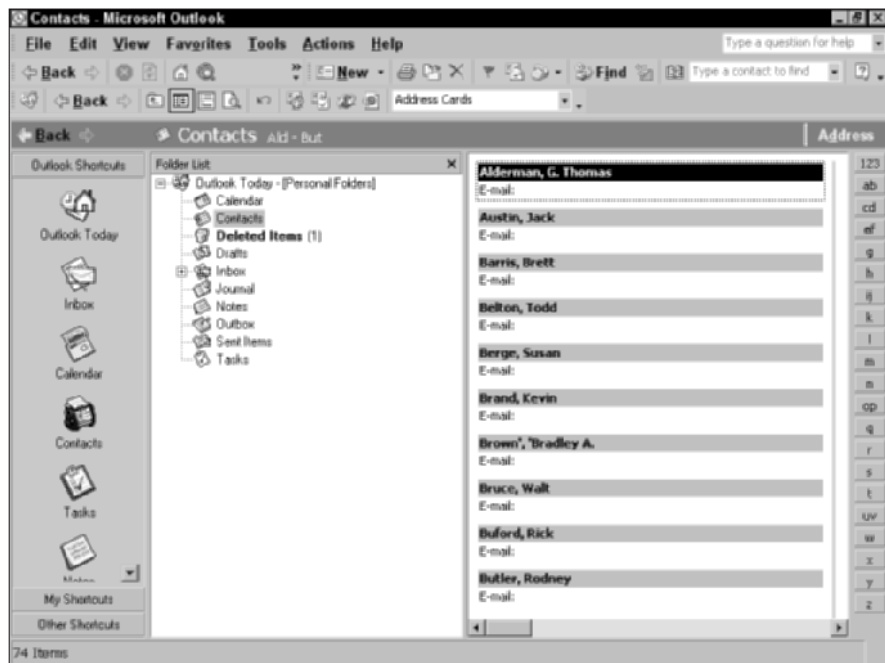 Contacts - Microsoft Outlook
File Edit View Favorites Tools Actions Help Type a question for help
Back New Find Type a contact to find
Back Address Cards
Back Contacts Ald - But Address
Outlook Shortcuts
Outlook Today
Inbox
Calendar
Contacts
Tasks
Notes
My Shortcuts
Other Shortcuts
Folder List
Outlook Today - [Personal Folders]
Calendar
Contacts
Deleted Items (1)
Drafts
Inbox
Journal
Notes
Outbox
Sent Items
Tasks
Alderman, G. Thomas
E-mail:
Austin, Jack
E-mail:
Barris, Brett
E-mail:
Belton, Todd
E-mail:
Berge, Susan
E-mail:
Brand, Kevin
E-mail:
Brown', 'Bradley A.
E-mail:
Bruce, Walt
E-mail:
Buford, Rick
E-mail:
Butler, Rodney
E-mail:
123
ab
cd
ef
g
h
ij
k
l
m
n
op
q
r
s
t
uv
w
x
y
z
74 Items